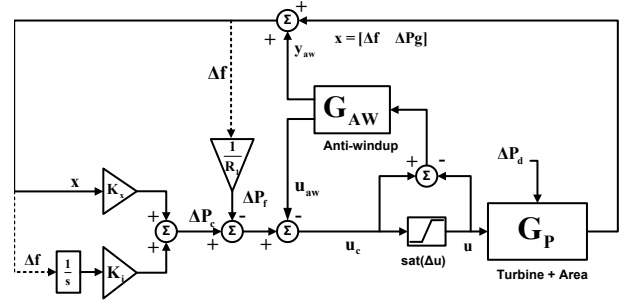 Σ
+
+
x = [Δf ΔPg]
y_aw
Δf
G_AW
Anti-windup
1
R_i
+
-
Σ
ΔP_d
x
K_x
ΔP_f
u_aw
+
+
Σ
ΔP_c
-
+
Σ
-
+
Σ
u_c
sat(Δu)
u
G_P
Turbine + Area
Δf
1
s
K_i